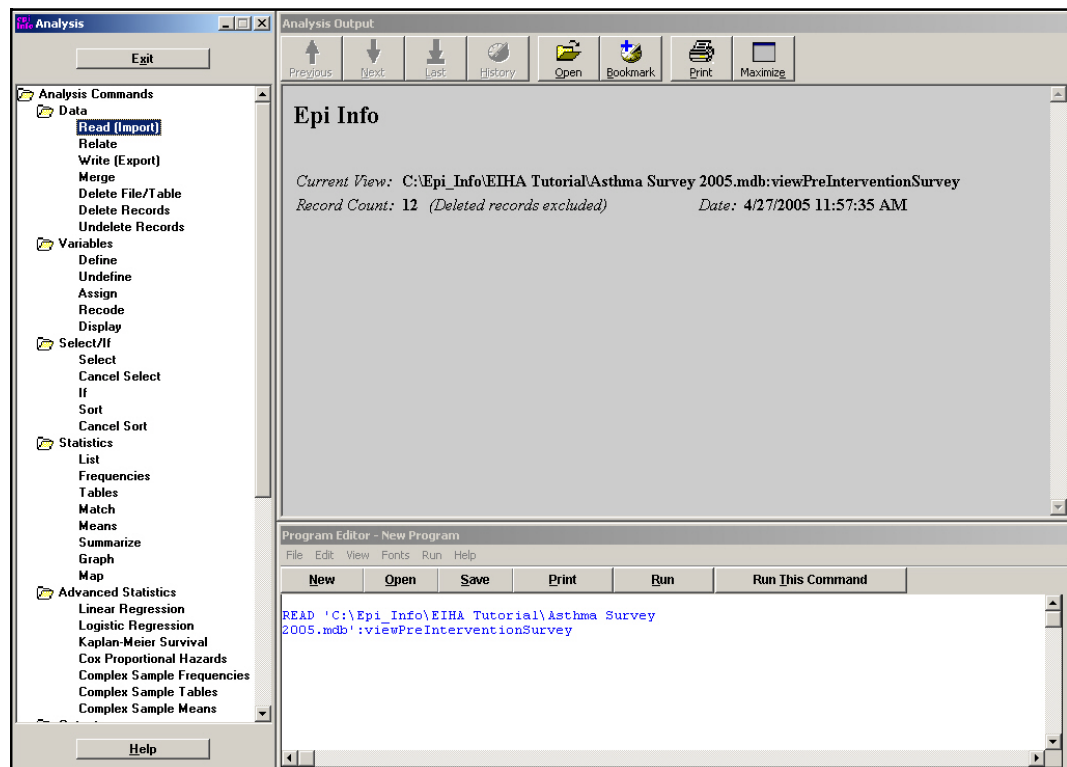 Epi Info Analysis
Exit
Analysis Commands
Data
Read (Import)
Relate
Write (Export)
Merge
Delete File/Table
Delete Records
Undelete Records
Variables
Define
Undefine
Assign
Recode
Display
Select/If
Select
Cancel Select
If
Sort
Cancel Sort
Statistics
List
Frequencies
Tables
Match
Means
Summarize
Graph
Map
Advanced Statistics
Linear Regression
Logistic Regression
Kaplan-Meier Survival
Cox Proportional Hazards
Complex Sample Frequencies
Complex Sample Tables
Complex Sample Means
Help
Analysis Output
Previous Next Last History Open Bookmark Print Maximize
Epi Info
Current View: C:\Epi_Info\EIHA Tutorial\Asthma Survey 2005.mdb:viewPreInterventionSurvey
Record Count: 12 (Deleted records excluded) Date: 4/27/2005 11:57:35 AM
Program Editor - New Program
File Edit View Fonts Run Help
New Open Save Print Run Run This Command
READ 'C:\Epi_Info\EIHA Tutorial\Asthma Survey
2005.mdb':viewPreInterventionSurvey